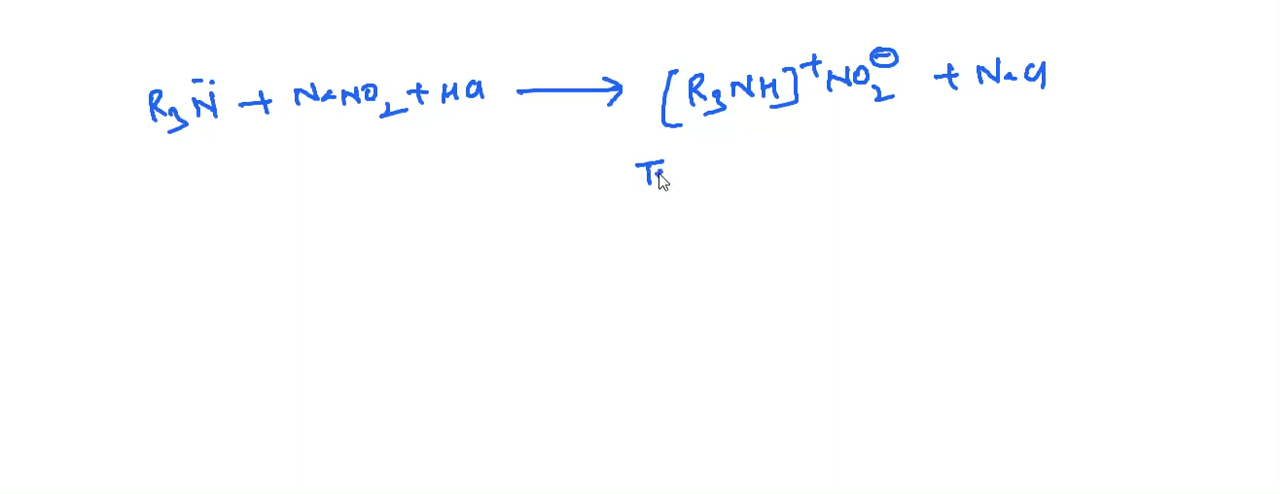 R₃N̈ + NaNO₂ + HCl ⟶ [R₃NH]⁺NO₂⊖ + NaCl